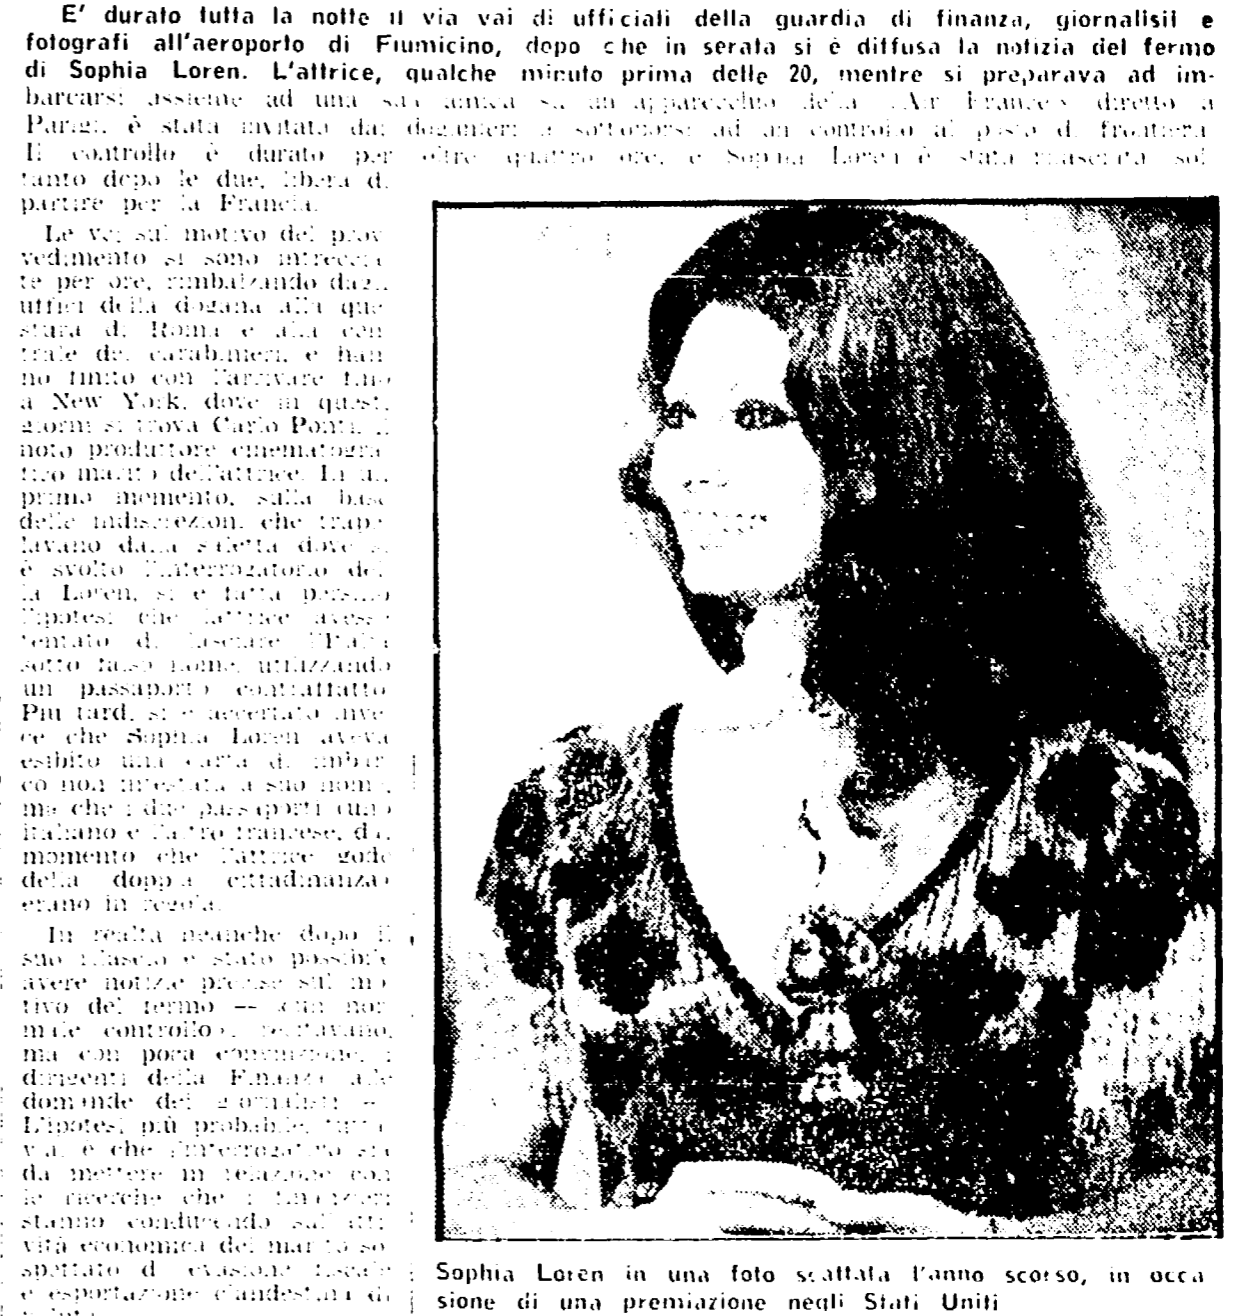 E' durato tutta la notte il via vai di ufficiali della guardia di finanza, giornalisti e
fotografi all'aeroporto di Fiumicino, dopo che in serata si è diffusa la notizia del fermo
di Sophia Loren. L'attrice, qualche minuto prima delle 20, mentre si preparava ad im-
barcarsi assieme ad una sua amica su un apparecchio della «Air France» diretto a
Parigi, è stata invitata dai doganieri a sottoporsi ad un controllo al posto di frontiera
Il controllo è durato per oltre quattro ore, e Sophia Loren è stata rilasciata sol
tanto dopo le due, libera di
partire per la Francia.
Le voci sul motivo del prov
vedimento si sono intreccia
te per ore, rimbalzando dagli
uffici della dogana alla que
stura di Roma e alla cen
trale dei carabinieri, e han
no finito con l'arrivare fino
a New York, dove in questi
giorni si trova Carlo Ponti, il
noto produttore cinematogra
fico marito dell'attrice. In un
primo momento, sulla base
delle indiscrezioni che trape
lavano dalla saletta dove si
è svolto l'interrogatorio del
la Loren, si è fatta persino
l'ipotesi che l'attrice avesse
tentato di lasciare l'Italia
sotto falso nome, utilizzando
un passaporto contraffatto
Più tardi, si è accertato inve
ce che Sophia Loren aveva
esibito una carta di imbar
co non intestata a suo nome,
ma che i due passaporti (uno
italiano e l'altro francese, dal
momento che l'attrice gode
della doppia cittadinanza)
erano in regola.
In realtà neanche dopo il
suo rilascio è stato possibile
avere notizie precise sul mo
tivo del fermo — «un nor
male controllo», recitavano,
ma con poca convinzione, i
dirigenti della Finanza alle
domande dei giornalisti —
L'ipotesi più probabile, tutta
via, è che l'interrogatorio sia
da mettere in relazione con
le ricerche che i finanzieri
stanno conducendo sull'atti
vità economica del marito so
spettato di evasione fiscale
e esportazione clandestina di
Sophia Loren in una foto scattata l'anno scorso, in occa
sione di una premiazione negli Stati Uniti